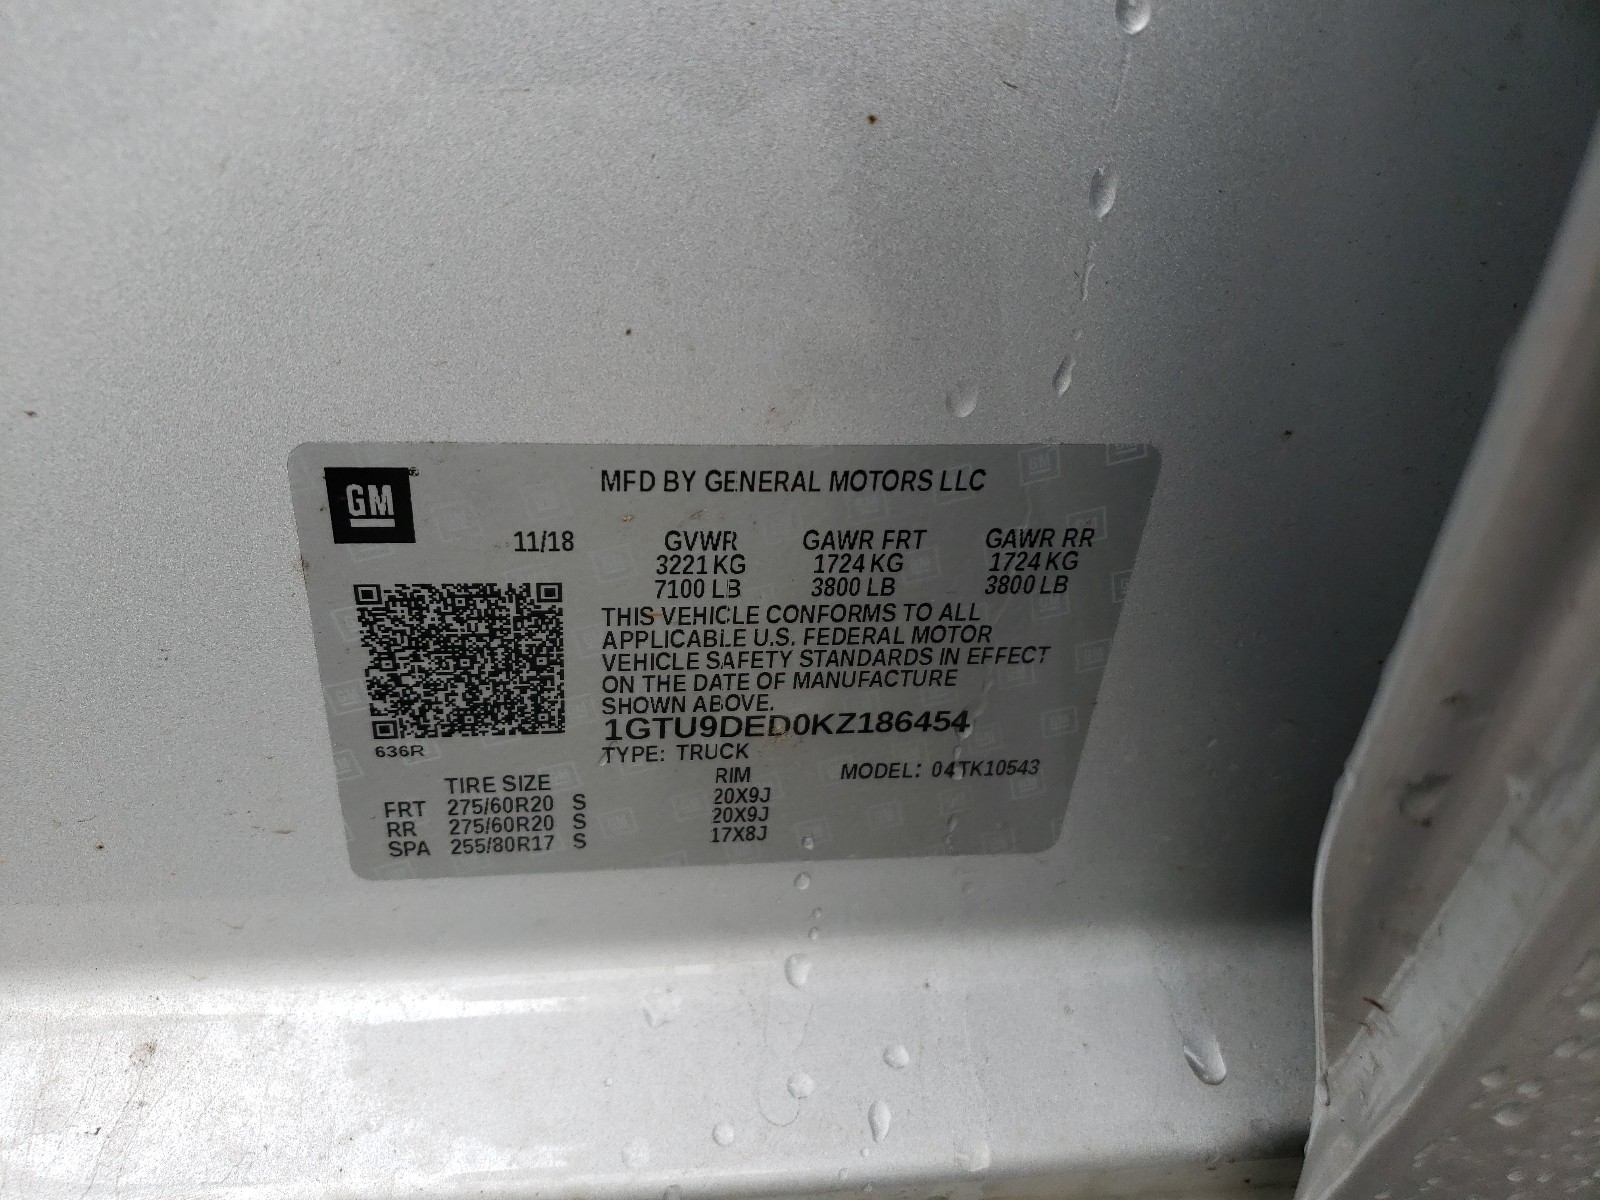 GM
MFD BY GENERAL MOTORS LLC
11/18 GVWR GAWR FRT GAWR RR
3221 KG 1724 KG 1724 KG
7100 LB 3800 LB 3800 LB
THIS VEHICLE CONFORMS TO ALL
APPLICABLE U.S. FEDERAL MOTOR
VEHICLE SAFETY STANDARDS IN EFFECT
ON THE DATE OF MANUFACTURE
SHOWN ABOVE.
1GTU9DED0KZ186454
636R TYPE: TRUCK
TIRE SIZE RIM MODEL: 04TK10543
FRT 275/60R20 S 20X9J
RR 275/60R20 S 20X9J
SPA 255/80R17 S 17X8J